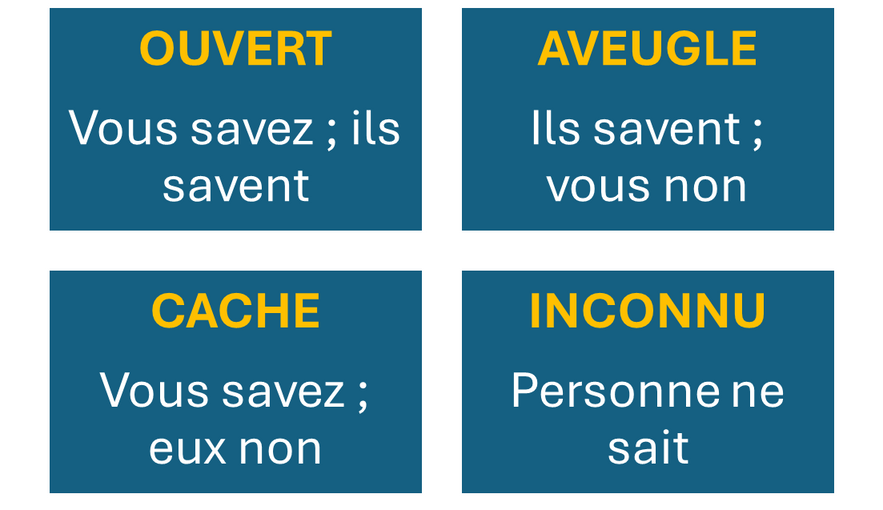 OUVERT
Vous savez ; ils
savent
AVEUGLE
Ils savent ;
vous non
CACHE
Vous savez ;
eux non
INCONNU
Personne ne
sait